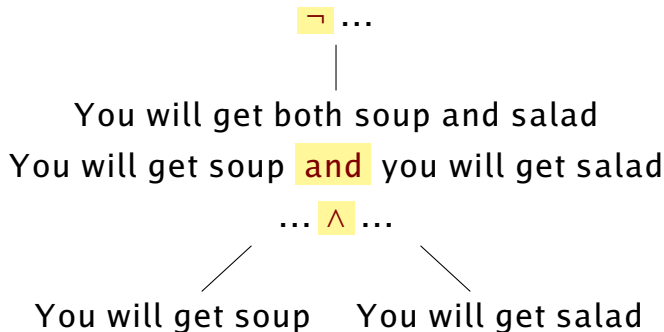 ¬ ...
You will get both soup and salad
You will get soup and you will get salad
... ∧ ...
You will get soup You will get salad